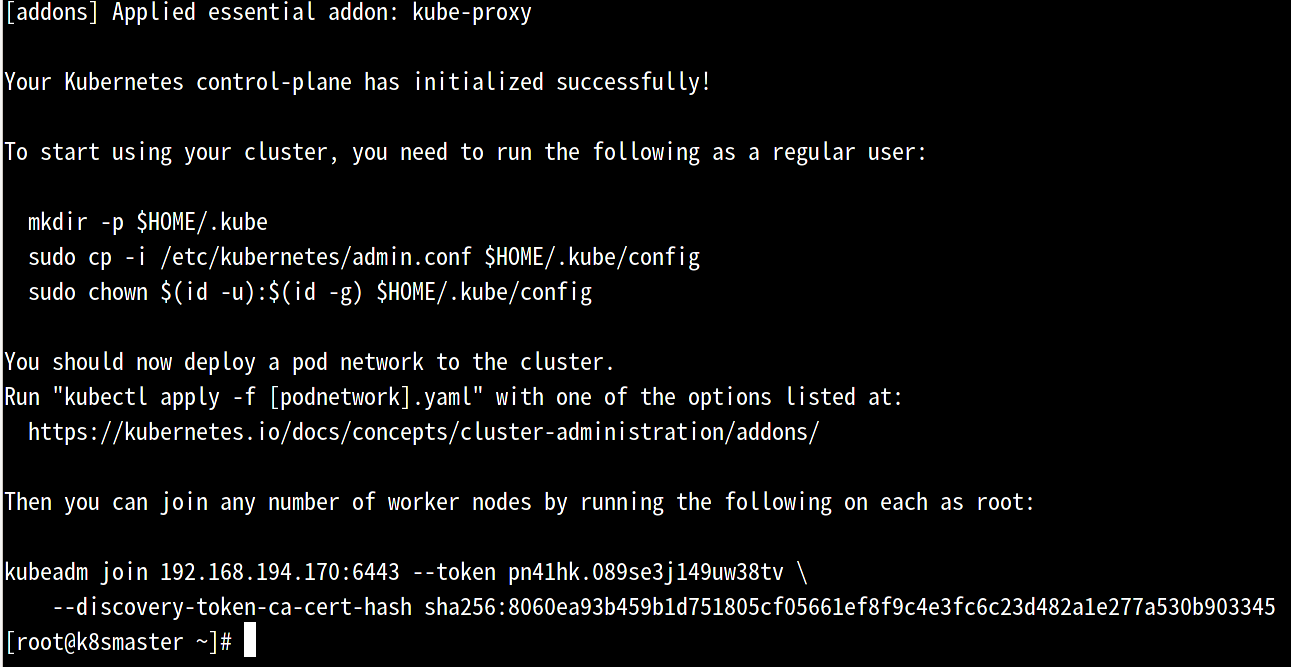 [addons] Applied essential addon: kube-proxy
Your Kubernetes control-plane has initialized successfully!
To start using your cluster, you need to run the following as a regular user:
mkdir -p $HOME/.kube
sudo cp -i /etc/kubernetes/admin.conf $HOME/.kube/config
sudo chown $(id -u):$(id -g) $HOME/.kube/config
You should now deploy a pod network to the cluster.
Run "kubectl apply -f [podnetwork].yaml" with one of the options listed at:
https://kubernetes.io/docs/concepts/cluster-administration/addons/
Then you can join any number of worker nodes by running the following on each as root:
kubeadm join 192.168.194.170:6443 --token pn41hk.089se3j149uw38tv \
--discovery-token-ca-cert-hash sha256:8060ea93b459b1d751805cf05661ef8f9c4e3fc6c23d482a1e277a530b903345
[root@k8smaster ~]#